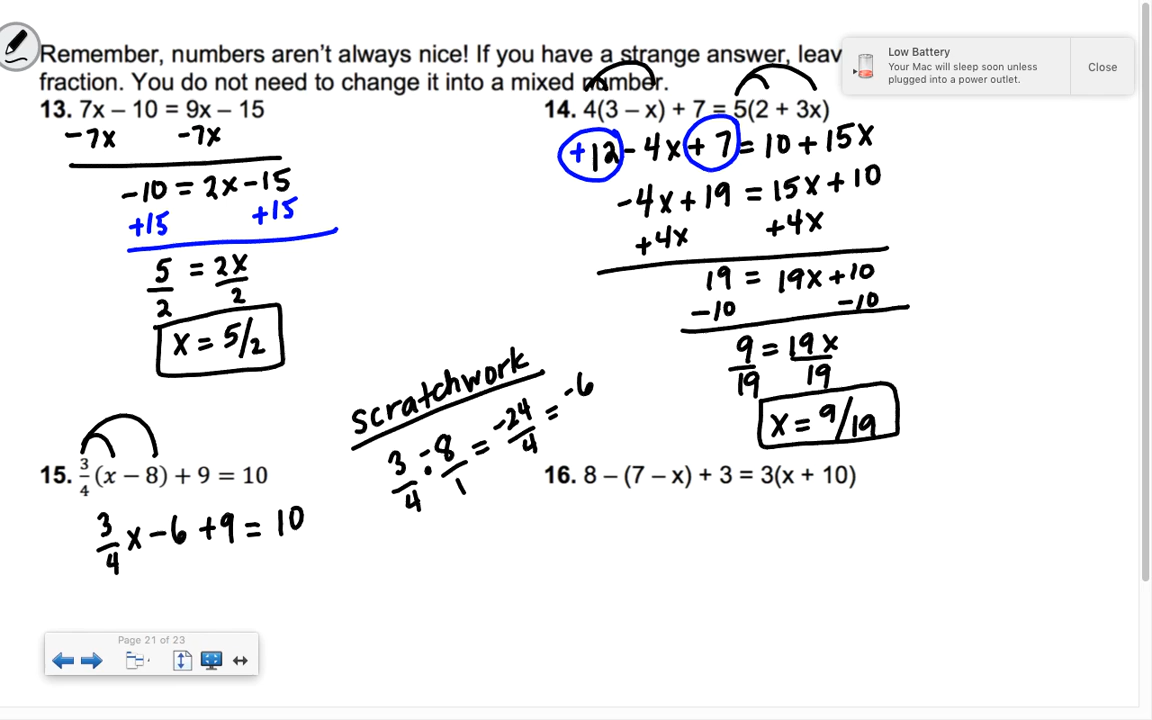 Remember, numbers aren't always nice! If you have a strange answer, leav
fraction. You do not need to change it into a mixed number.
Low Battery
Your Mac will sleep soon unless
plugged into a power outlet.
Close
13. 7x – 10 = 9x – 15
-7x -7x
-10 = 2x -15
+15 +15
5/2 = 2x/2
x = 5/2
14. 4(3 – x) + 7 = 5(2 + 3x)
+12 - 4x + 7 = 10 + 15x
-4x + 19 = 15x + 10
+4x +4x
19 = 19x + 10
-10 -10
9/19 = 19x/19
x = 9/19
scratchwork
3/4 · -8/1 = -24/4 = -6
15. 3/4(x − 8) + 9 = 10
3/4 x - 6 + 9 = 10
16. 8 – (7 – x) + 3 = 3(x + 10)
Page 21 of 23